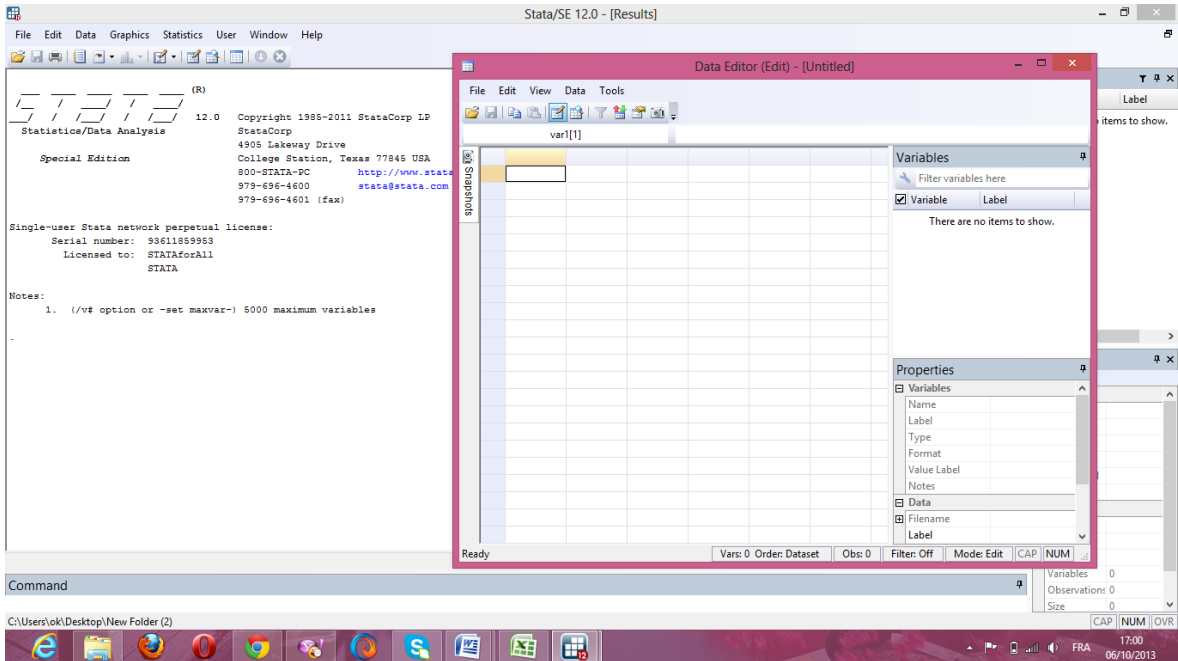 Stata/SE 12.0 - [Results]
File Edit Data Graphics Statistics User Window Help
(R)
12.0 Copyright 1985-2011 StataCorp LP
Statistics/Data Analysis StataCorp
4905 Lakeway Drive
Special Edition College Station, Texas 77845 USA
800-STATA-PC http://www.stata
979-696-4600 stata@stata.com
979-696-4601 (fax)
Single-user Stata network perpetual license:
Serial number: 93611859953
Licensed to: STATAforAll
STATA
Notes:
1. (/v# option or -set maxvar-) 5000 maximum variables
.
Data Editor (Edit) - [Untitled]
File Edit View Data Tools
var1[1]
Snapshots
Variables
Filter variables here
Variable Label
There are no items to show.
Properties
Variables
Name
Label
Type
Format
Value Label
Notes
Data
Filename
Label
Ready Vars: 0 Order: Dataset Obs: 0 Filter: Off Mode: Edit CAP NUM
Label
items to show.
Variables 0
Observations 0
Size 0
Command
C:\Users\ok\Desktop\New Folder (2)
CAP NUM OVR
12
FRA
17:00
06/10/2013